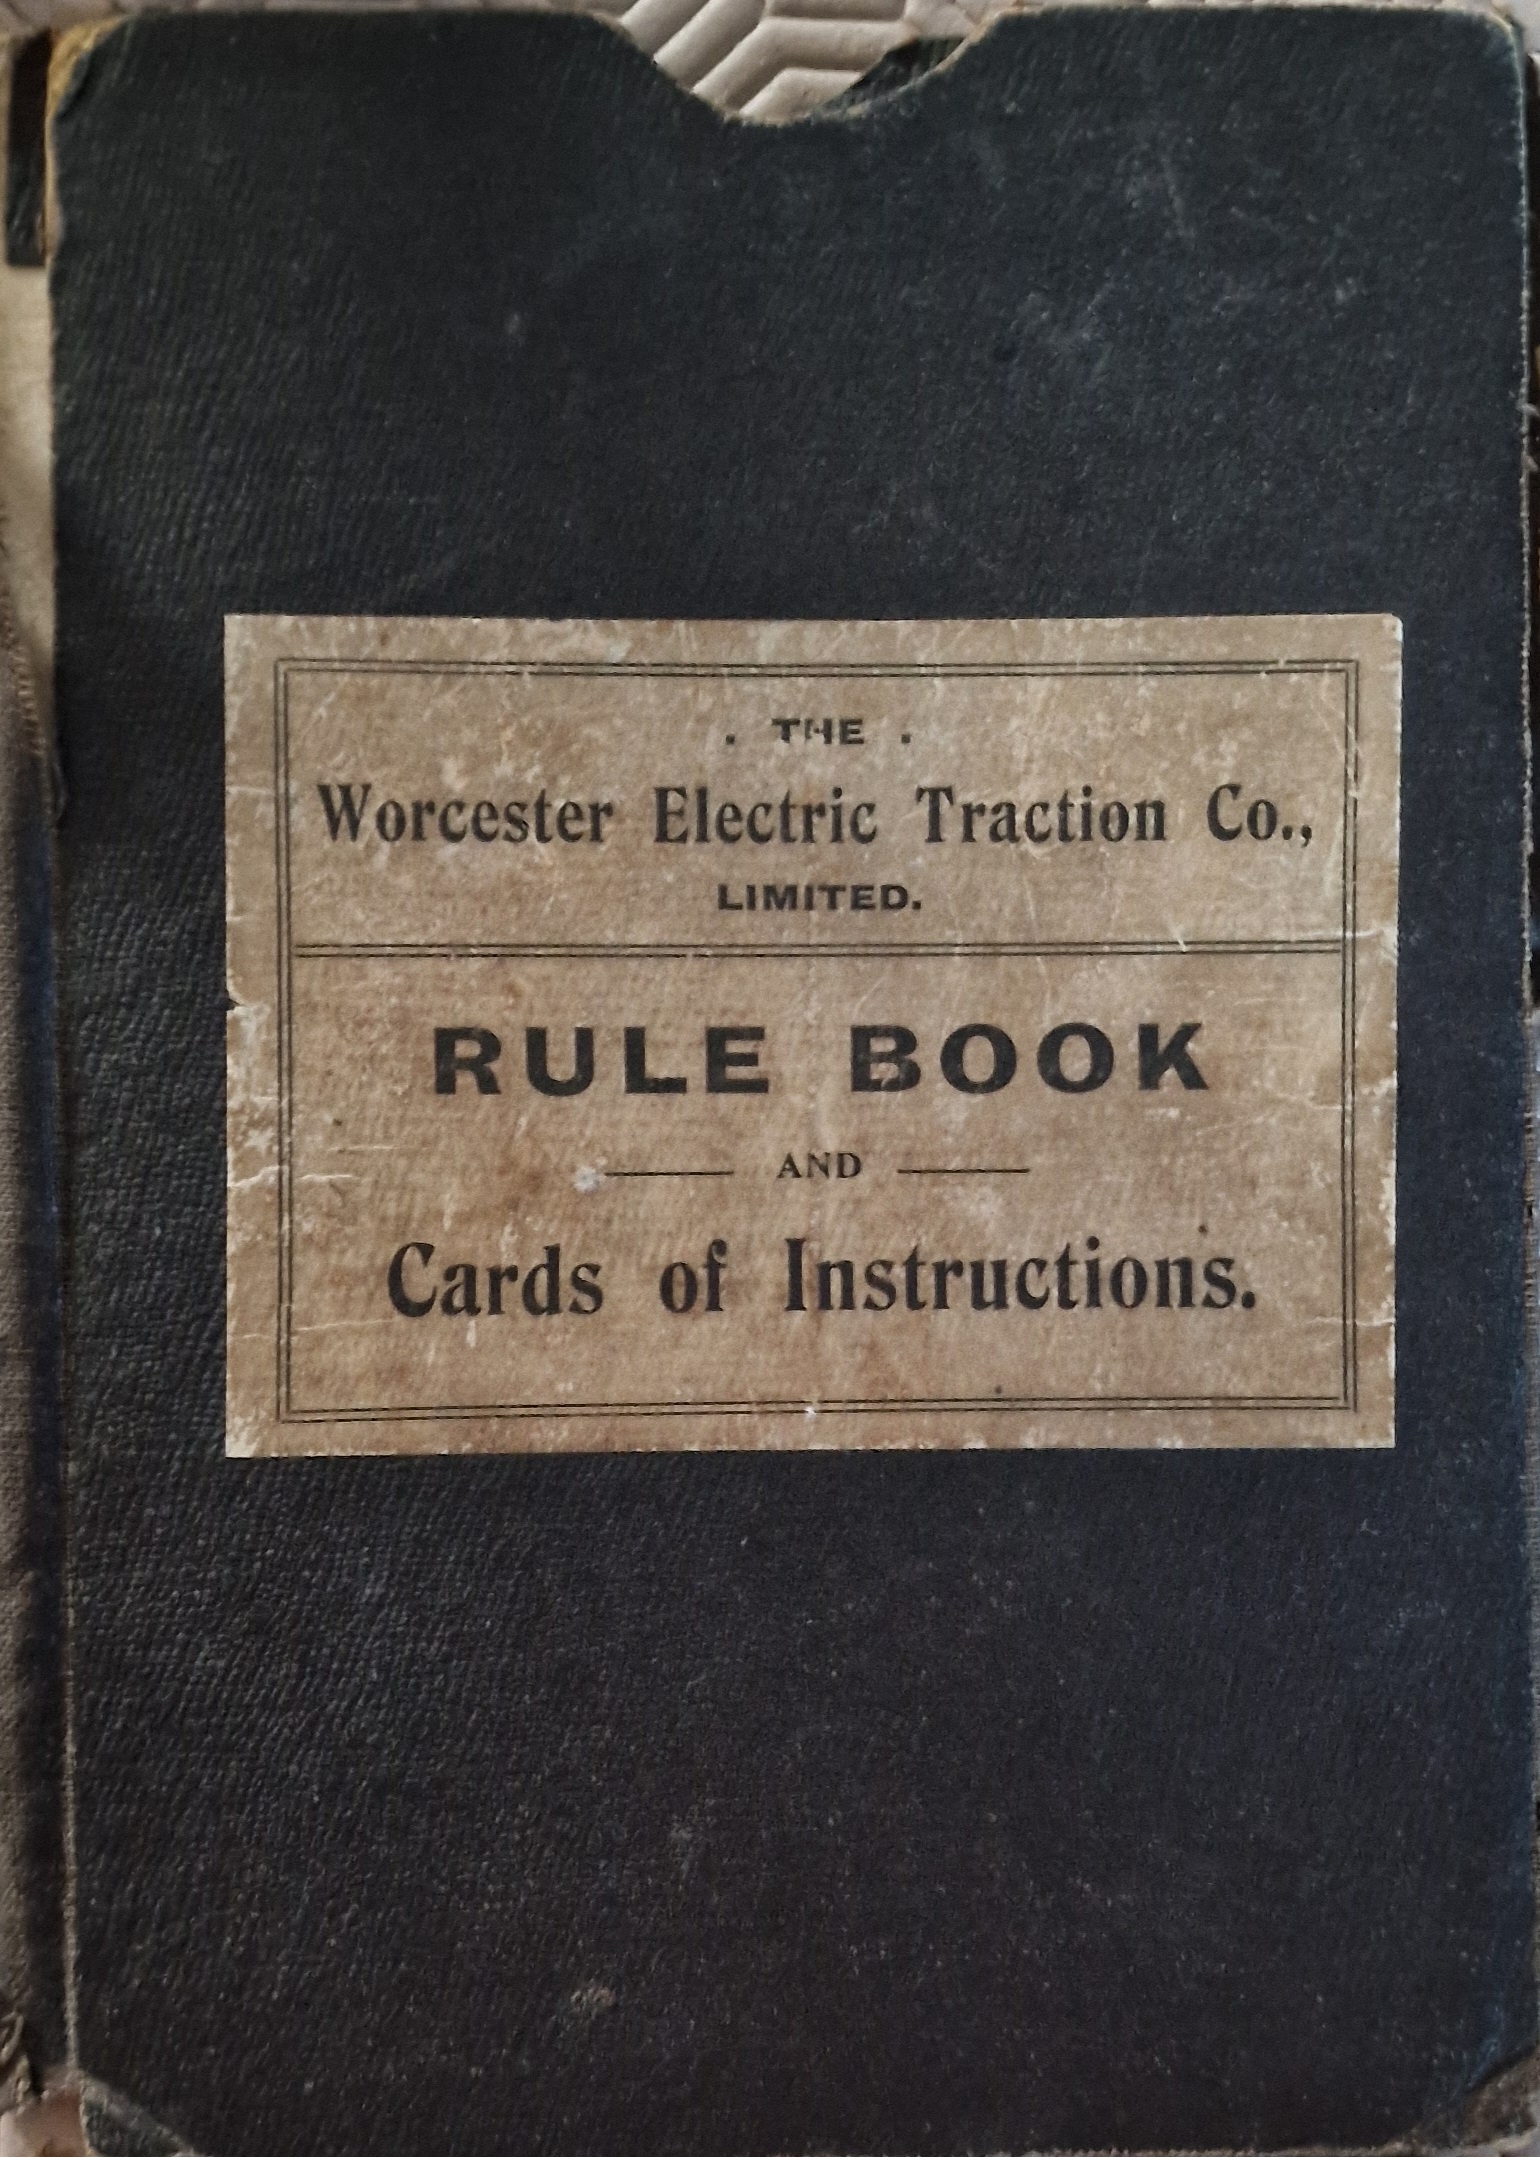 . THE .
Worcester Electric Traction Co.,
LIMITED.
RULE BOOK
AND
Cards of Instructions.